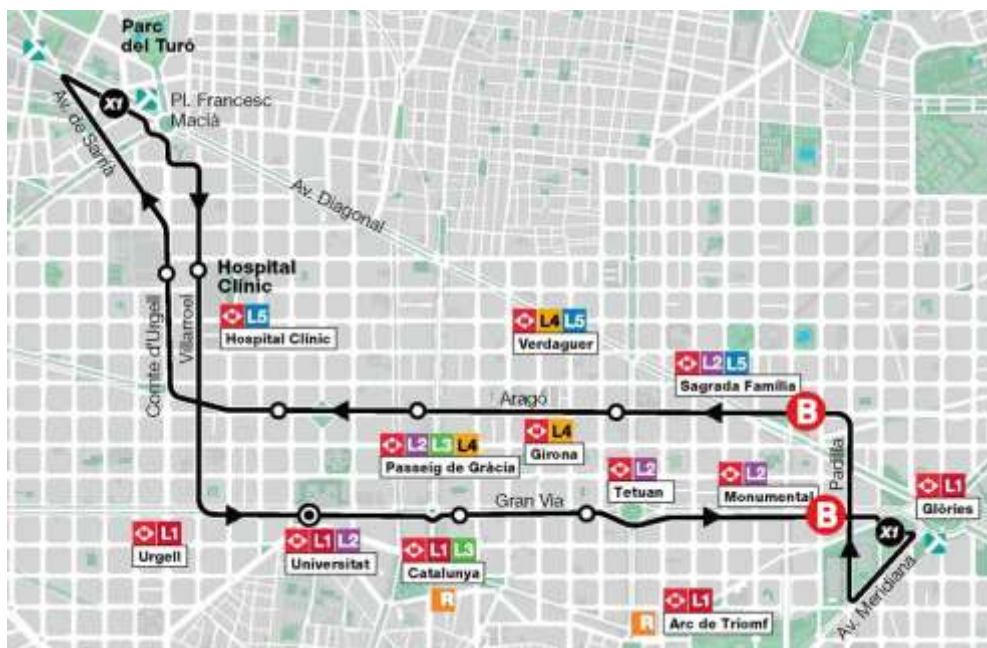 Parc
del Turó
X1
Pl. Francesc
Macià
Av. de Sarrià
Av. Diagonal
Hospital
Clínic
L5
Hospital Clínic
Comte d'Urgell
Villarroel
L4 L5
Verdaguer
L2 L5
Sagrada Família
Aragó
B
L2 L3 L4
Passeig de Gràcia
L4
Girona
Padilla
L2
Tetuan
L2
Monumental
L1
Glòries
Gran Via
B
X1
L1
Urgell
L1 L2
Universitat
L1 L3
Catalunya
R
L1
R
Arc de Triomf
Av. Meridiana